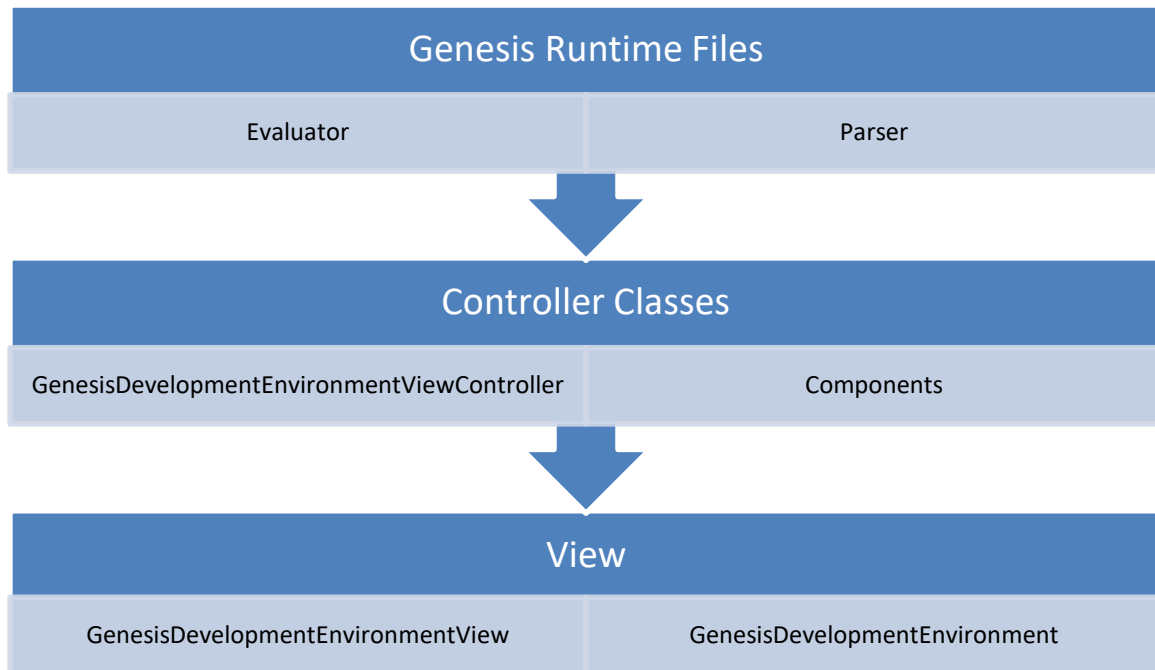 Genesis Runtime Files
Evaluator
Parser
Controller Classes
GenesisDevelopmentEnvironmentViewController
Components
View
GenesisDevelopmentEnvironmentView
GenesisDevelopmentEnvironment